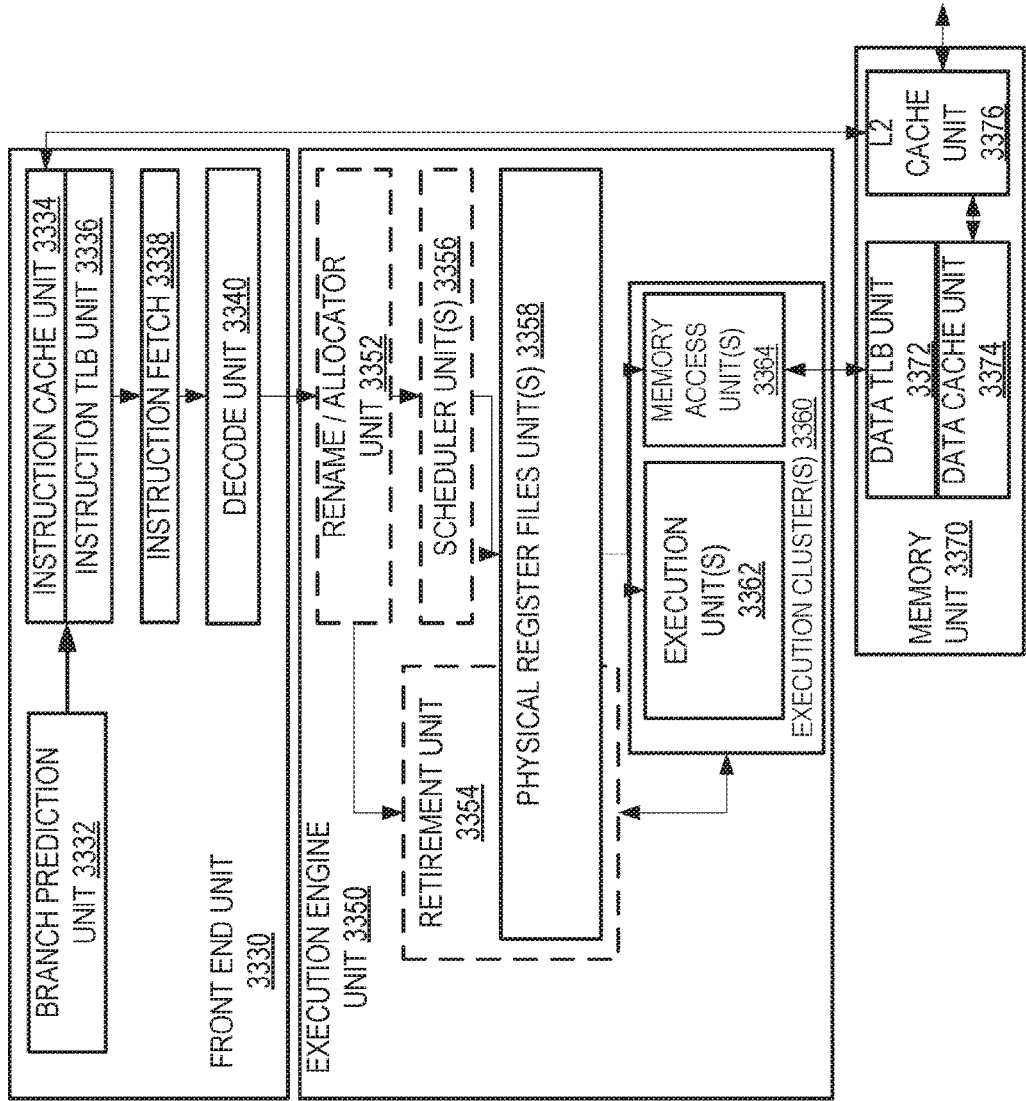 BRANCH PREDICTION
UNIT 3332
INSTRUCTION CACHE UNIT 3334
INSTRUCTION TLB UNIT 3336
INSTRUCTION FETCH 3338
DECODE UNIT 3340
FRONT END UNIT
3330
EXECUTION ENGINE
UNIT 3350
RENAME / ALLOCATOR
UNIT 3352
RETIREMENT UNIT
3354
SCHEDULER UNIT(S) 3356
PHYSICAL REGISTER FILES UNIT(S) 3358
EXECUTION
UNIT(S)
3362
MEMORY
ACCESS
UNIT(S)
3364
EXECUTION CLUSTER(S) 3360
MEMORY
UNIT 3370
DATA TLB UNIT
3372
DATA CACHE UNIT
3374
L2
CACHE
UNIT
3376